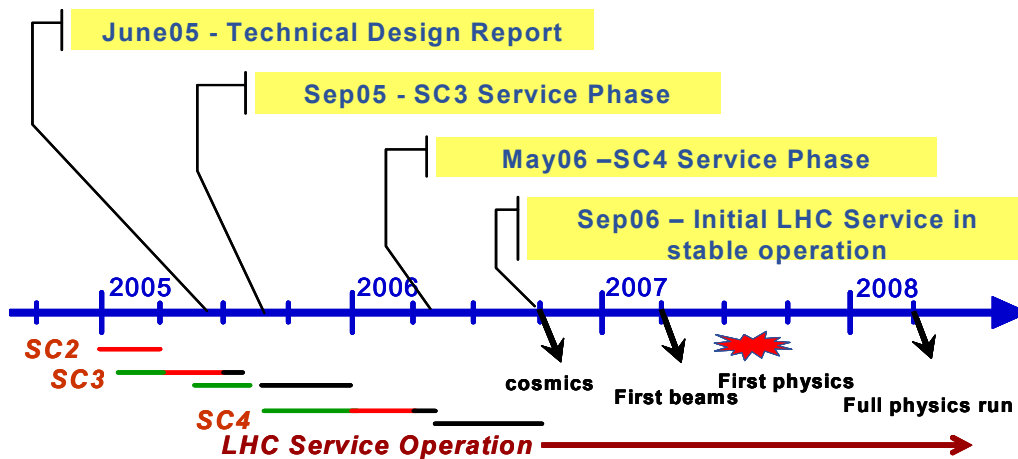 June05 - Technical Design Report
Sep05 - SC3 Service Phase
May06 –SC4 Service Phase
Sep06 – Initial LHC Service in
stable operation
2005
2006
2007
2008
SC2
SC3
SC4
cosmics
First beams
First physics
Full physics run
LHC Service Operation